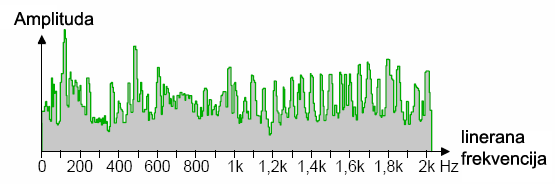 Amplituda
linerana
frekvencija
0 200 400 600 800 1k 1,2k 1,4k 1,6k 1,8k 2k Hz